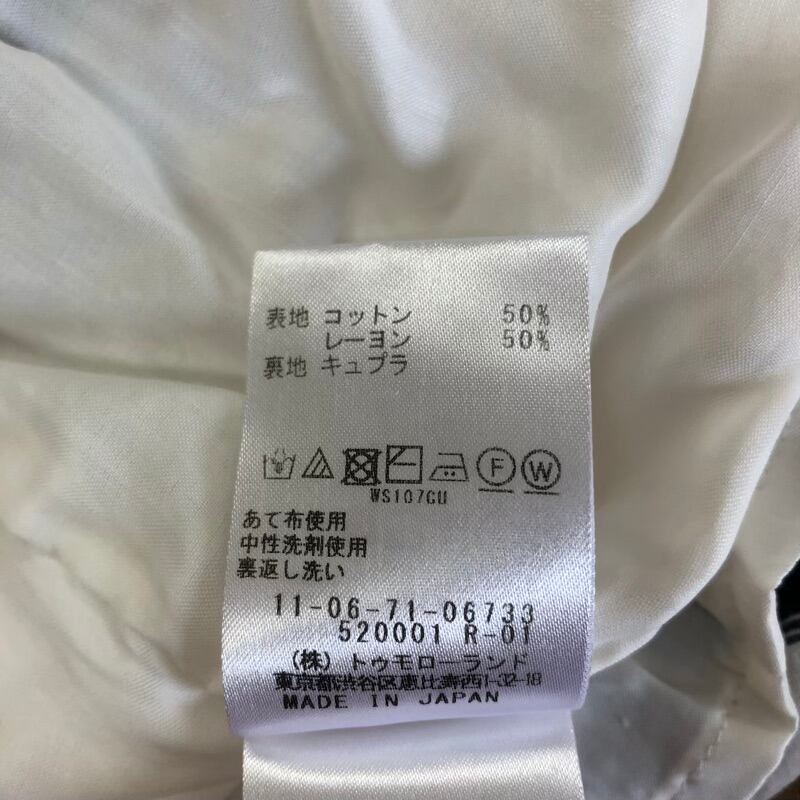 表地 コットン 50%
レーヨン 50%
裏地 キュプラ
F W
WS107CU
あて布使用
中性洗剤使用
裏返し洗い
11-06-71-06733
520001 R-01
(株) トゥモローランド
東京都渋谷区恵比寿西1-32-18
MADE IN JAPAN